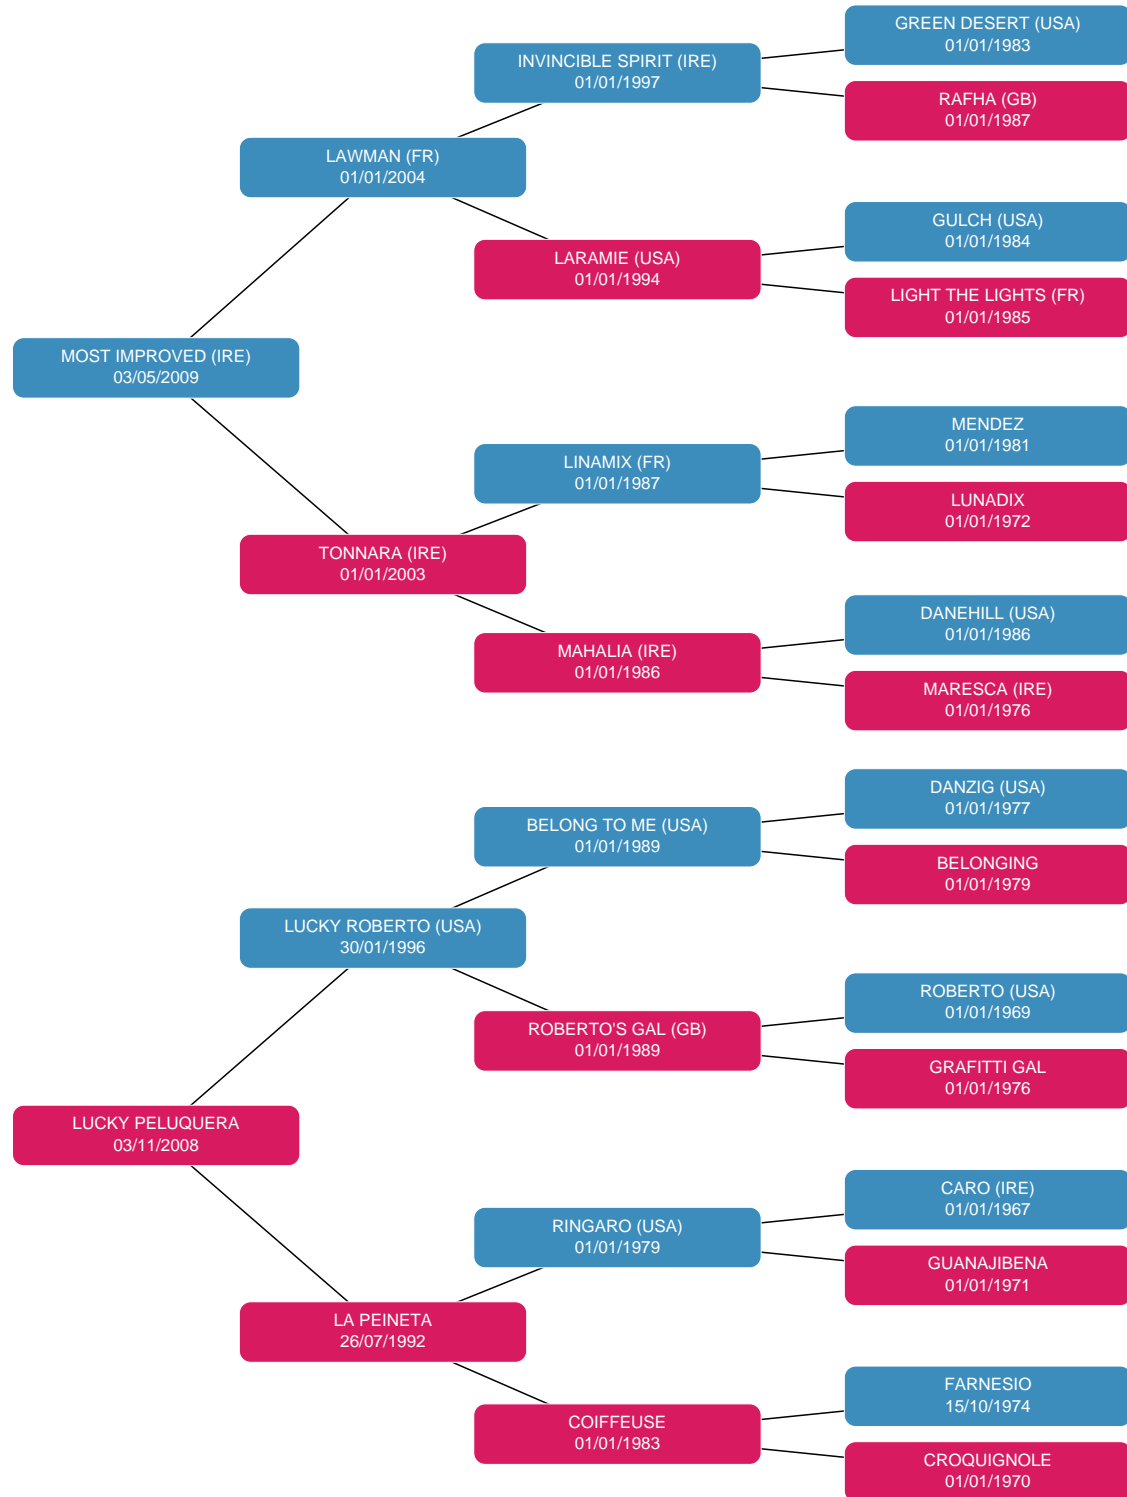 GREEN DESERT (USA)
01/01/1983
INVINCIBLE SPIRIT (IRE)
01/01/1997
RAFHA (GB)
01/01/1987
LAWMAN (FR)
01/01/2004
GULCH (USA)
01/01/1984
LARAMIE (USA)
01/01/1994
LIGHT THE LIGHTS (FR)
01/01/1985
MOST IMPROVED (IRE)
03/05/2009
MENDEZ
01/01/1981
LINAMIX (FR)
01/01/1987
LUNADIX
01/01/1972
TONNARA (IRE)
01/01/2003
DANEHILL (USA)
01/01/1986
MAHALIA (IRE)
01/01/1986
MARESCA (IRE)
01/01/1976
DANZIG (USA)
01/01/1977
BELONG TO ME (USA)
01/01/1989
BELONGING
01/01/1979
LUCKY ROBERTO (USA)
30/01/1996
ROBERTO (USA)
01/01/1969
ROBERTO'S GAL (GB)
01/01/1989
GRAFITTI GAL
01/01/1976
LUCKY PELUQUERA
03/11/2008
CARO (IRE)
01/01/1967
RINGARO (USA)
01/01/1979
GUANAJIBENA
01/01/1971
LA PEINETA
26/07/1992
FARNESIO
15/10/1974
COIFFEUSE
01/01/1983
CROQUIGNOLE
01/01/1970